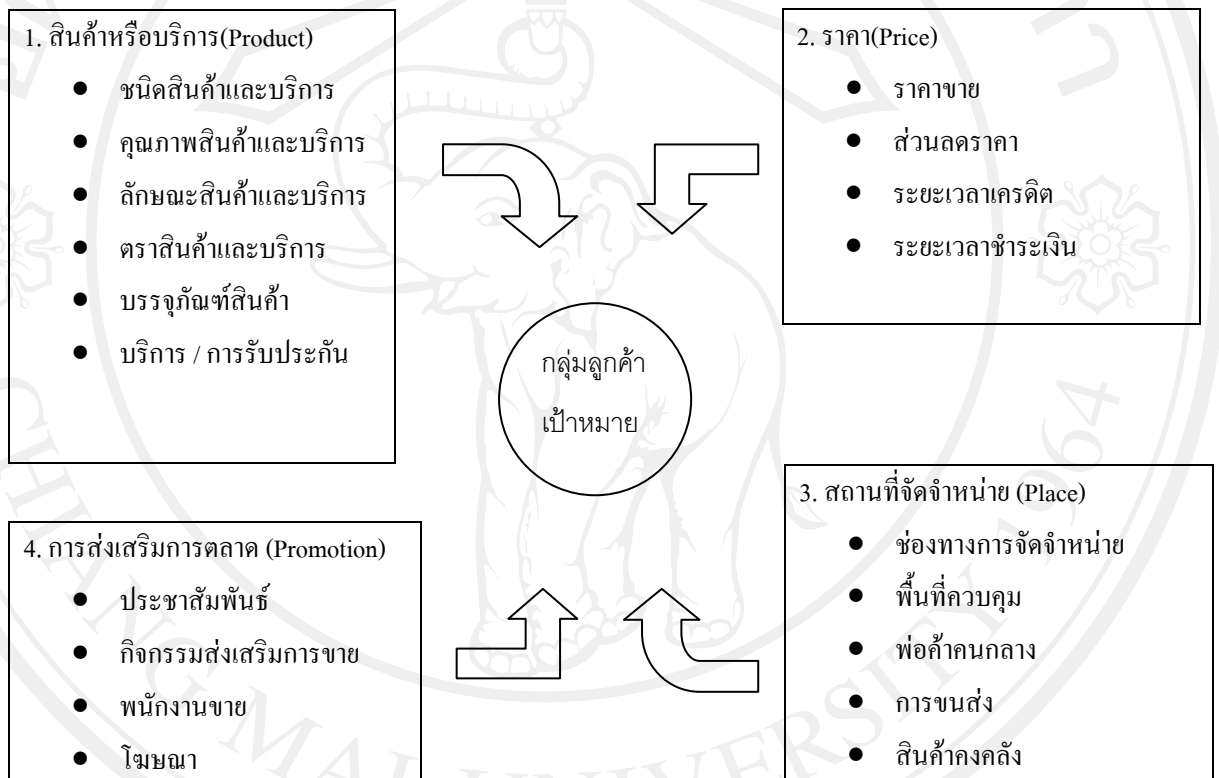 1. สินค้าหรือบริการ(Product)
● ชนิดสินค้าและบริการ
● คุณภาพสินค้าและบริการ
● ลักษณะสินค้าและบริการ
● ตราสินค้าและบริการ
● บรรจุภัณฑ์สินค้า
● บริการ / การรับประกัน
2. ราคา(Price)
● ราคาขาย
● ส่วนลดราคา
● ระยะเวลาเครดิต
● ระยะเวลาชำระเงิน
กลุ่มลูกค้า
เป้าหมาย
3. สถานที่จัดจำหน่าย (Place)
● ช่องทางการจัดจำหน่าย
● พื้นที่ควบคุม
● พ่อค้าคนกลาง
● การขนส่ง
● สินค้าคงคลัง
4. การส่งเสริมการตลาด (Promotion)
● ประชาสัมพันธ์
● กิจกรรมส่งเสริมการขาย
● พนักงานขาย
● โฆษณา
CHIANG MAI UNIVERSITY 1964